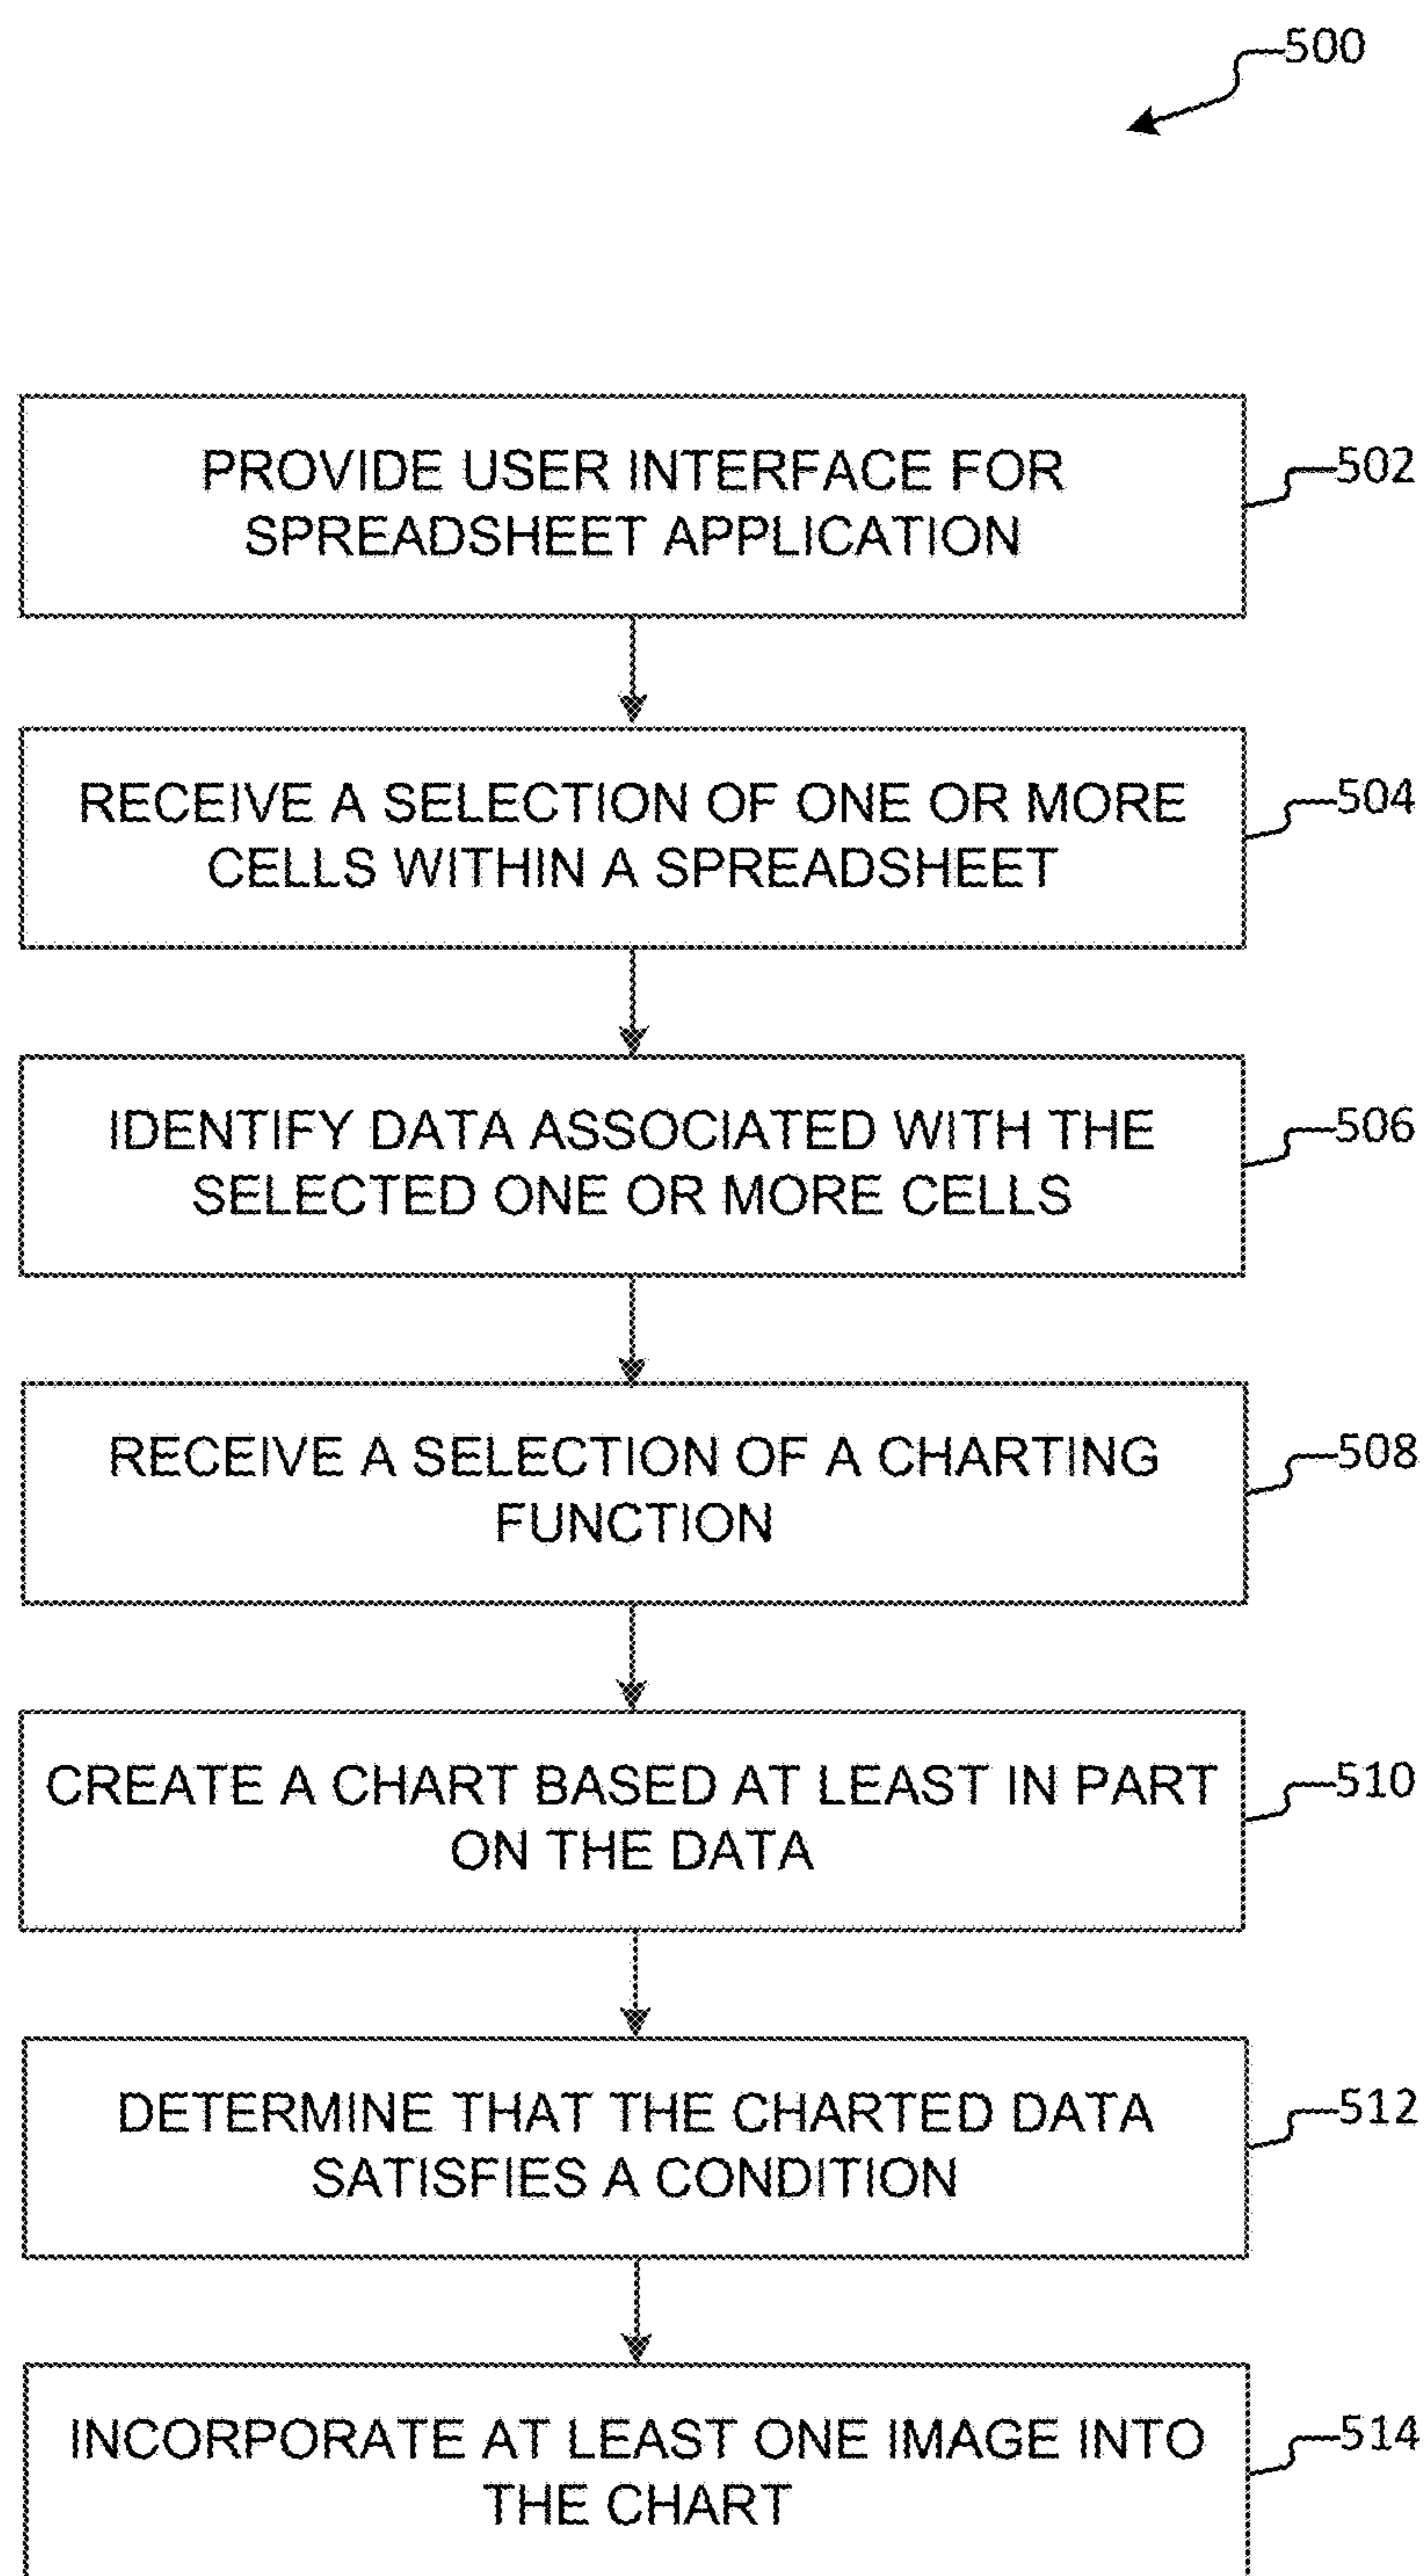 500
PROVIDE USER INTERFACE FOR
SPREADSHEET APPLICATION
502
RECEIVE A SELECTION OF ONE OR MORE
CELLS WITHIN A SPREADSHEET
504
IDENTIFY DATA ASSOCIATED WITH THE
SELECTED ONE OR MORE CELLS
506
RECEIVE A SELECTION OF A CHARTING
FUNCTION
508
CREATE A CHART BASED AT LEAST IN PART
ON THE DATA
510
DETERMINE THAT THE CHARTED DATA
SATISFIES A CONDITION
512
INCORPORATE AT LEAST ONE IMAGE INTO
THE CHART
514